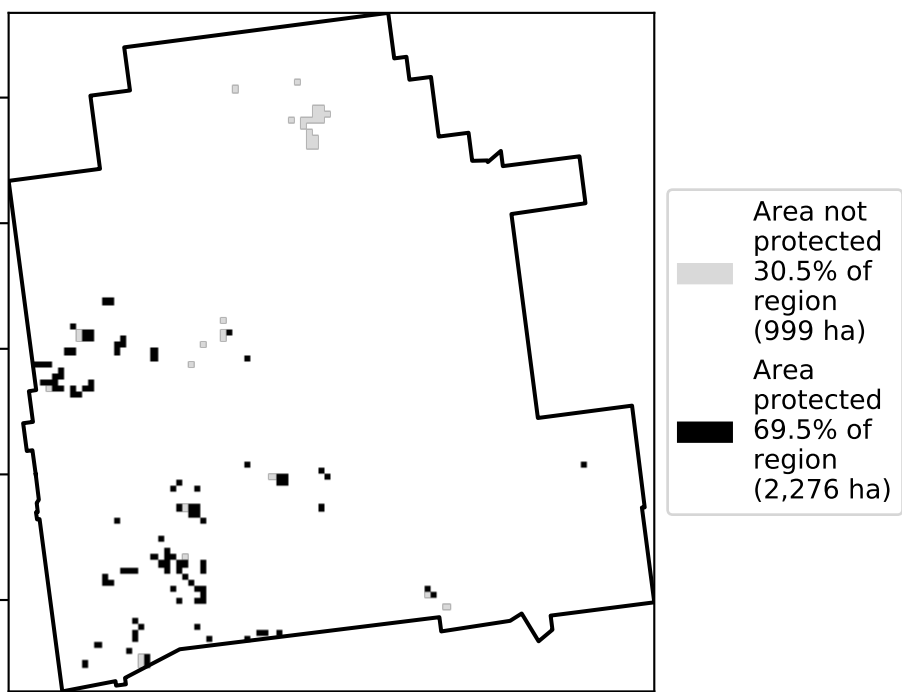 Area not
protected
30.5% of
region
(999 ha)
Area
protected
69.5% of
region
(2,276 ha)